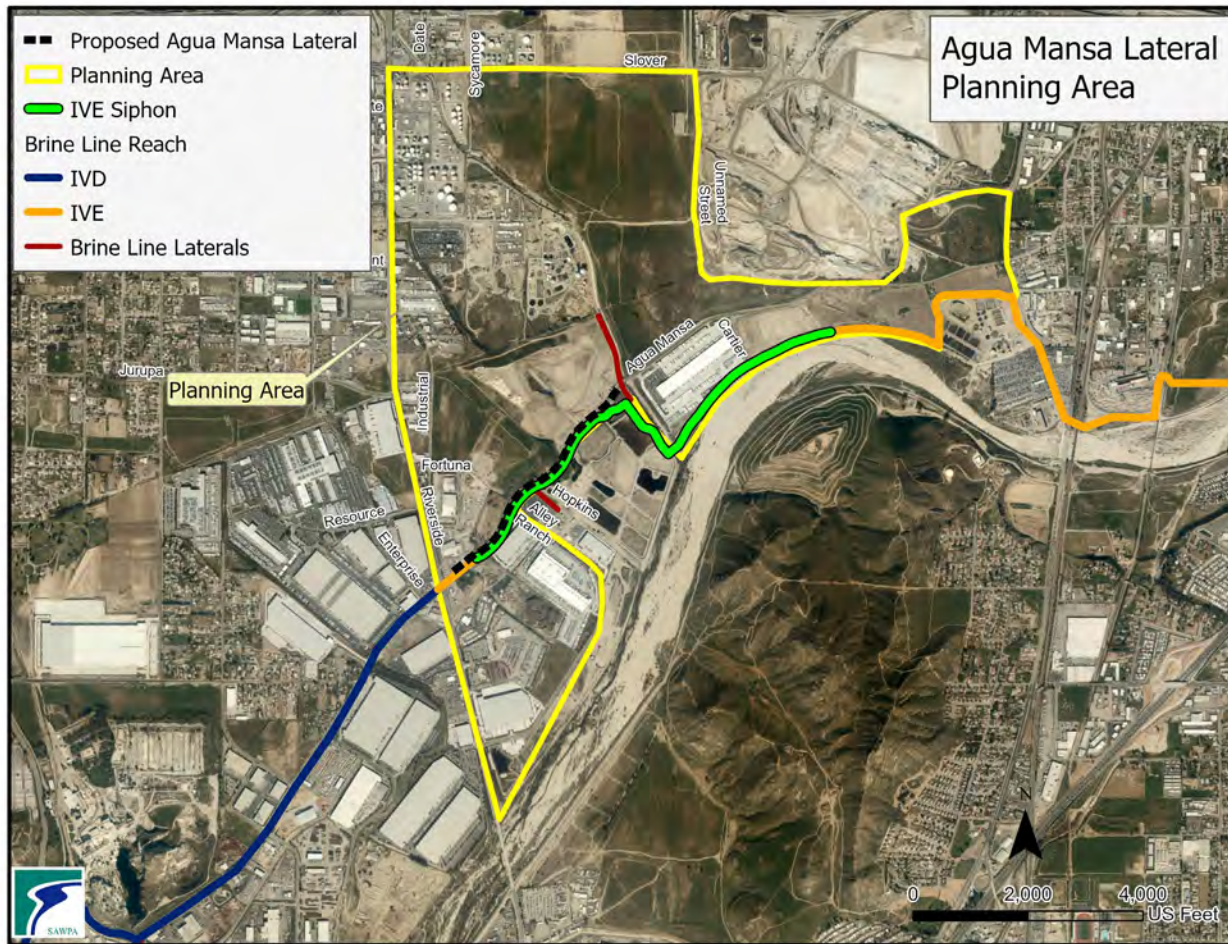 Proposed Agua Mansa Lateral
Planning Area
IVE Siphon
Brine Line Reach
IVD
IVE
Brine Line Laterals
Agua Mansa Lateral
Planning Area
Date
Sycamore
Slover
Unnamed
Street
Agua Mansa
Cartier
Jurupa
Planning Area
Industrial
Fortuna
Riverside
Resource
Enterprise
Hopkins
Alley
Ranch
N
0 2,000 4,000
US Feet
SAWPA